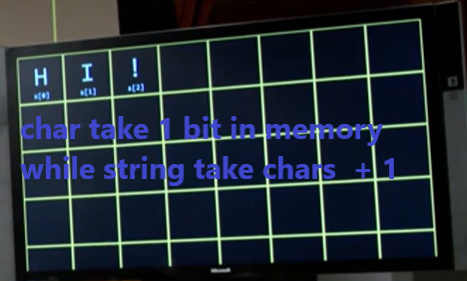 H I !
s[0] s[1] s[2]
char take 1 bit in memory
while string take chars + 1
Microsoft